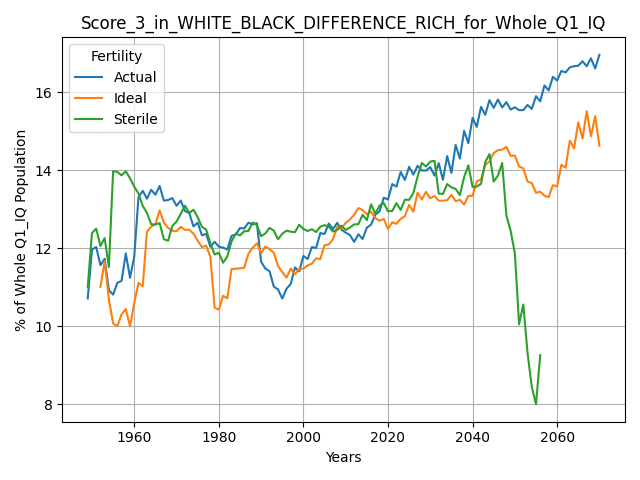 Score_3_in_WHITE_BLACK_DIFFERENCE_RICH_for_Whole_Q1_IQ
Fertility
Actual
Ideal
Sterile
% of Whole Q1_IQ Population
16
14
12
10
8
1960
1980
2000
2020
2040
2060
Years